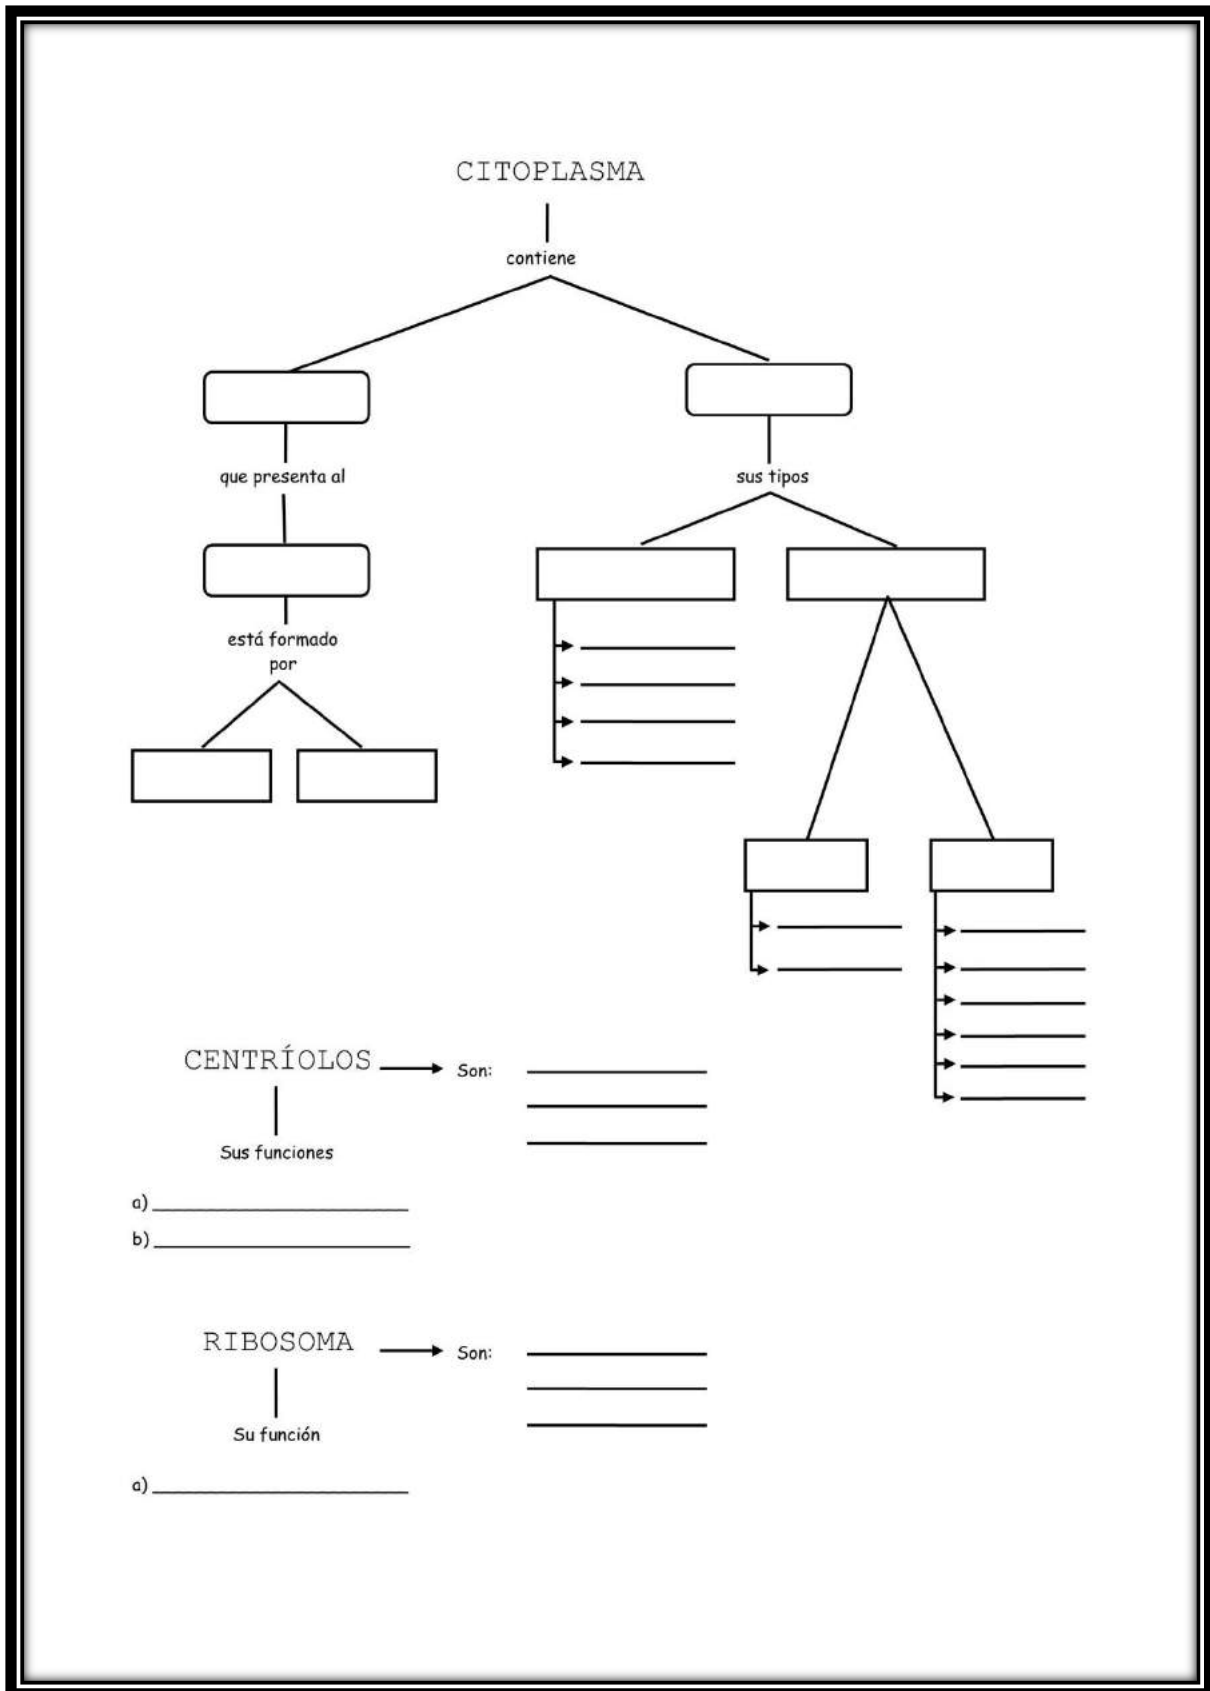 CITOPLASMA
contiene
que presenta al
sus tipos
está formado
por
CENTRÍOLOS
Son:
Sus funciones
a)
b)
RIBOSOMA
Son:
Su función
a)